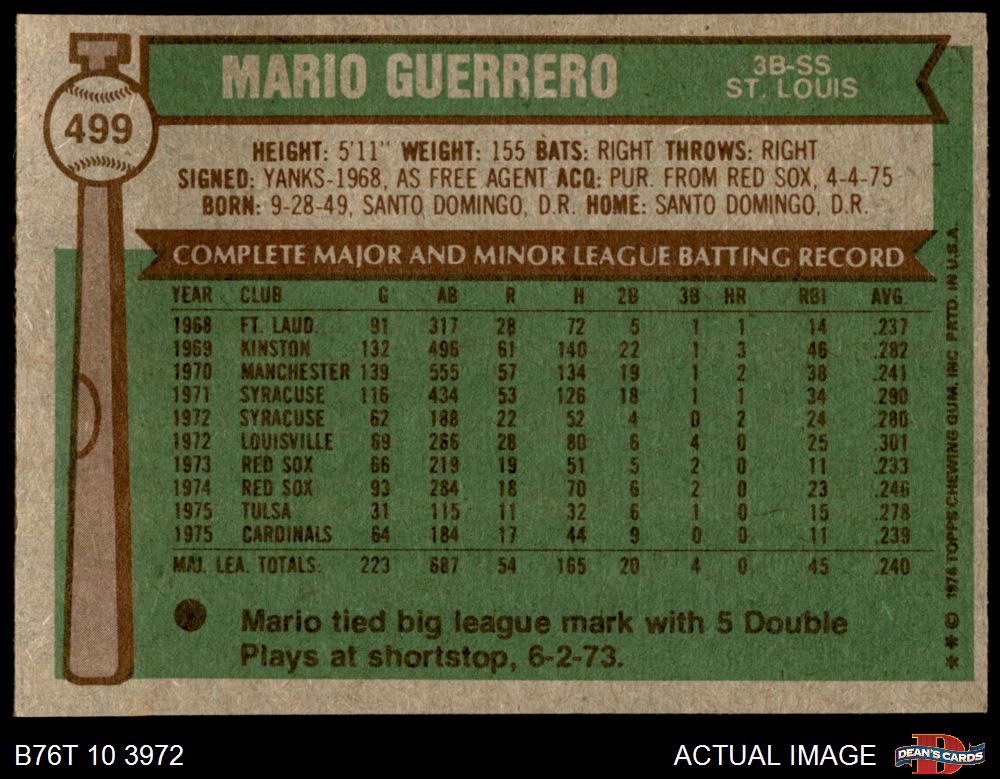 499
MARIO GUERRERO
3B-SS
ST. LOUIS
HEIGHT: 5'11" WEIGHT: 155 BATS: RIGHT THROWS: RIGHT
SIGNED: YANKS-1968, AS FREE AGENT ACQ: PUR. FROM RED SOX, 4-4-75
BORN: 9-28-49, SANTO DOMINGO, D.R. HOME: SANTO DOMINGO, D.R.
COMPLETE MAJOR AND MINOR LEAGUE BATTING RECORD
YEAR CLUB G AB R H 2B 3B HR RBI AVG.
1968 FT. LAUD. 91 317 28 72 5 1 1 14 .237
1969 KINSTON 132 496 61 140 22 1 3 46 .282
1970 MANCHESTER 139 555 57 134 19 1 2 38 .241
1971 SYRACUSE 116 434 53 126 18 1 1 34 .290
1972 SYRACUSE 62 188 22 52 4 0 2 24 .280
1972 LOUISVILLE 69 266 28 80 6 4 0 25 .301
1973 RED SOX 66 219 19 51 5 2 0 11 .233
1974 RED SOX 93 284 18 70 6 2 0 23 .246
1975 TULSA 31 115 11 32 6 1 0 15 .278
1975 CARDINALS 64 184 17 44 9 0 0 11 .239
MAJ. LEA. TOTALS: 223 687 54 165 20 4 0 45 .240
Mario tied big league mark with 5 Double
Plays at shortstop, 6-2-73.
** © 1976 TOPPS CHEWING GUM, INC. PRTD. IN U.S.A.
B76T 10 3972
ACTUAL IMAGE
DEAN'S CARDS